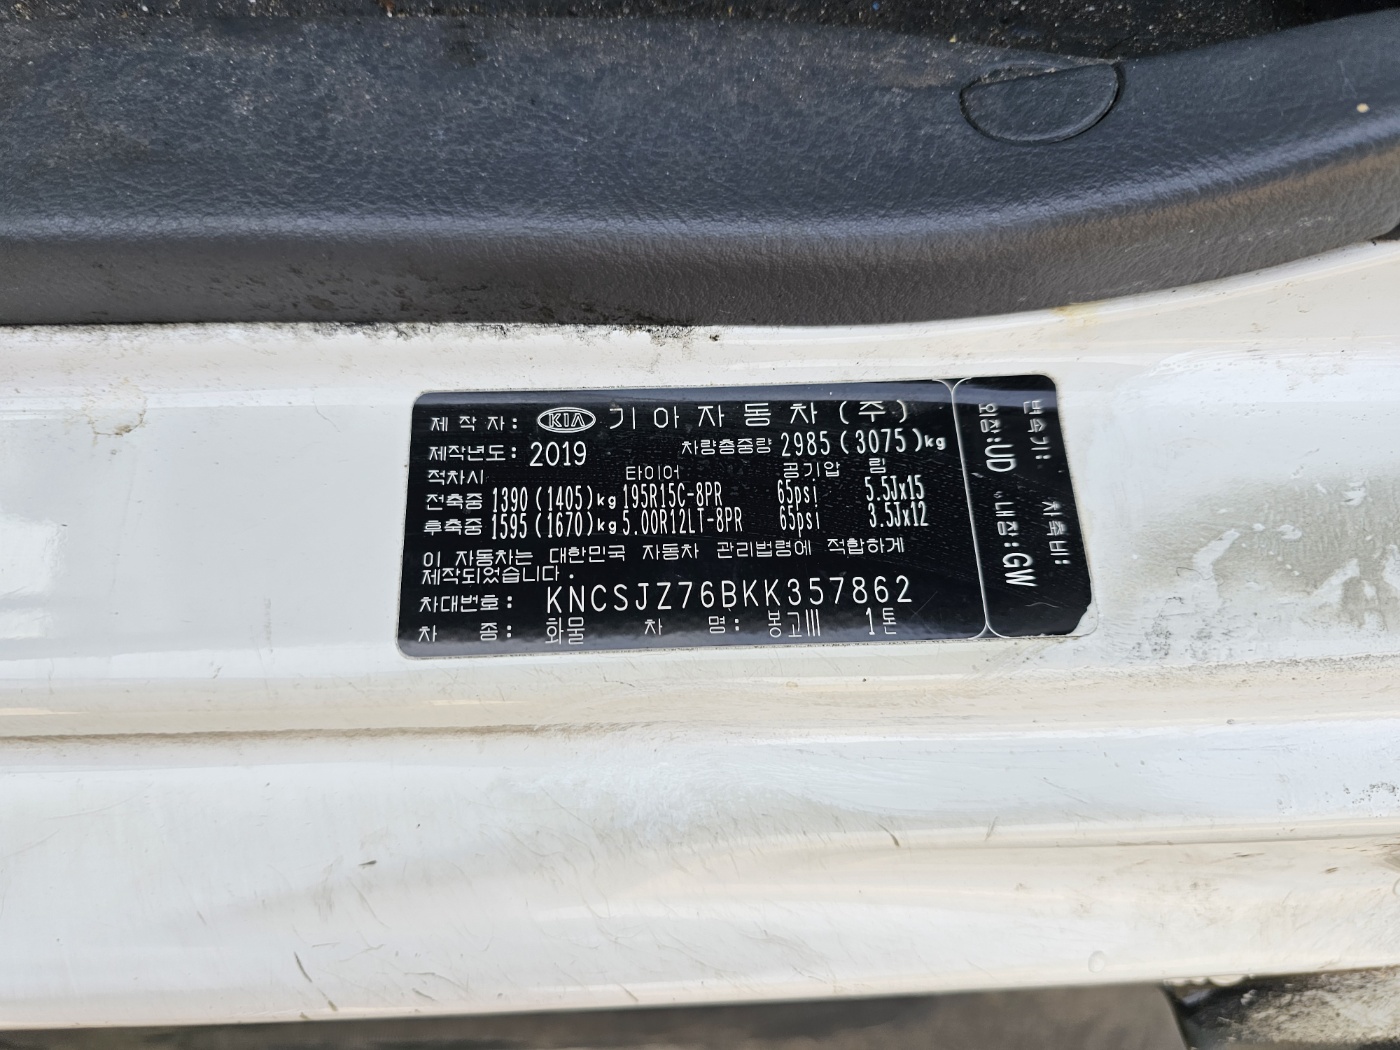 제 작 자: KIA 기아자동차(주)
제작년도: 2019 차량총중량 2985(3075)kg
적차시 타이어 공기압 림
전축중 1390(1405)kg 195R15C-8PR 65psi 5.5Jx15
후축중 1595(1670)kg 5.00R12LT-8PR 65psi 3.5Jx12
이 자동차는 대한민국 자동차 관리법령에 적합하게
제작되었습니다.
차대번호: KNCSJZ76BKK357862
차 종: 화물 차 명: 봉고Ⅲ 1톤
변속기: 차축비:
외장:UD 내장:GW